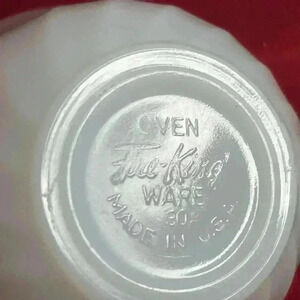 OVEN
Fire-King
WARE
MADE IN U.S.A.